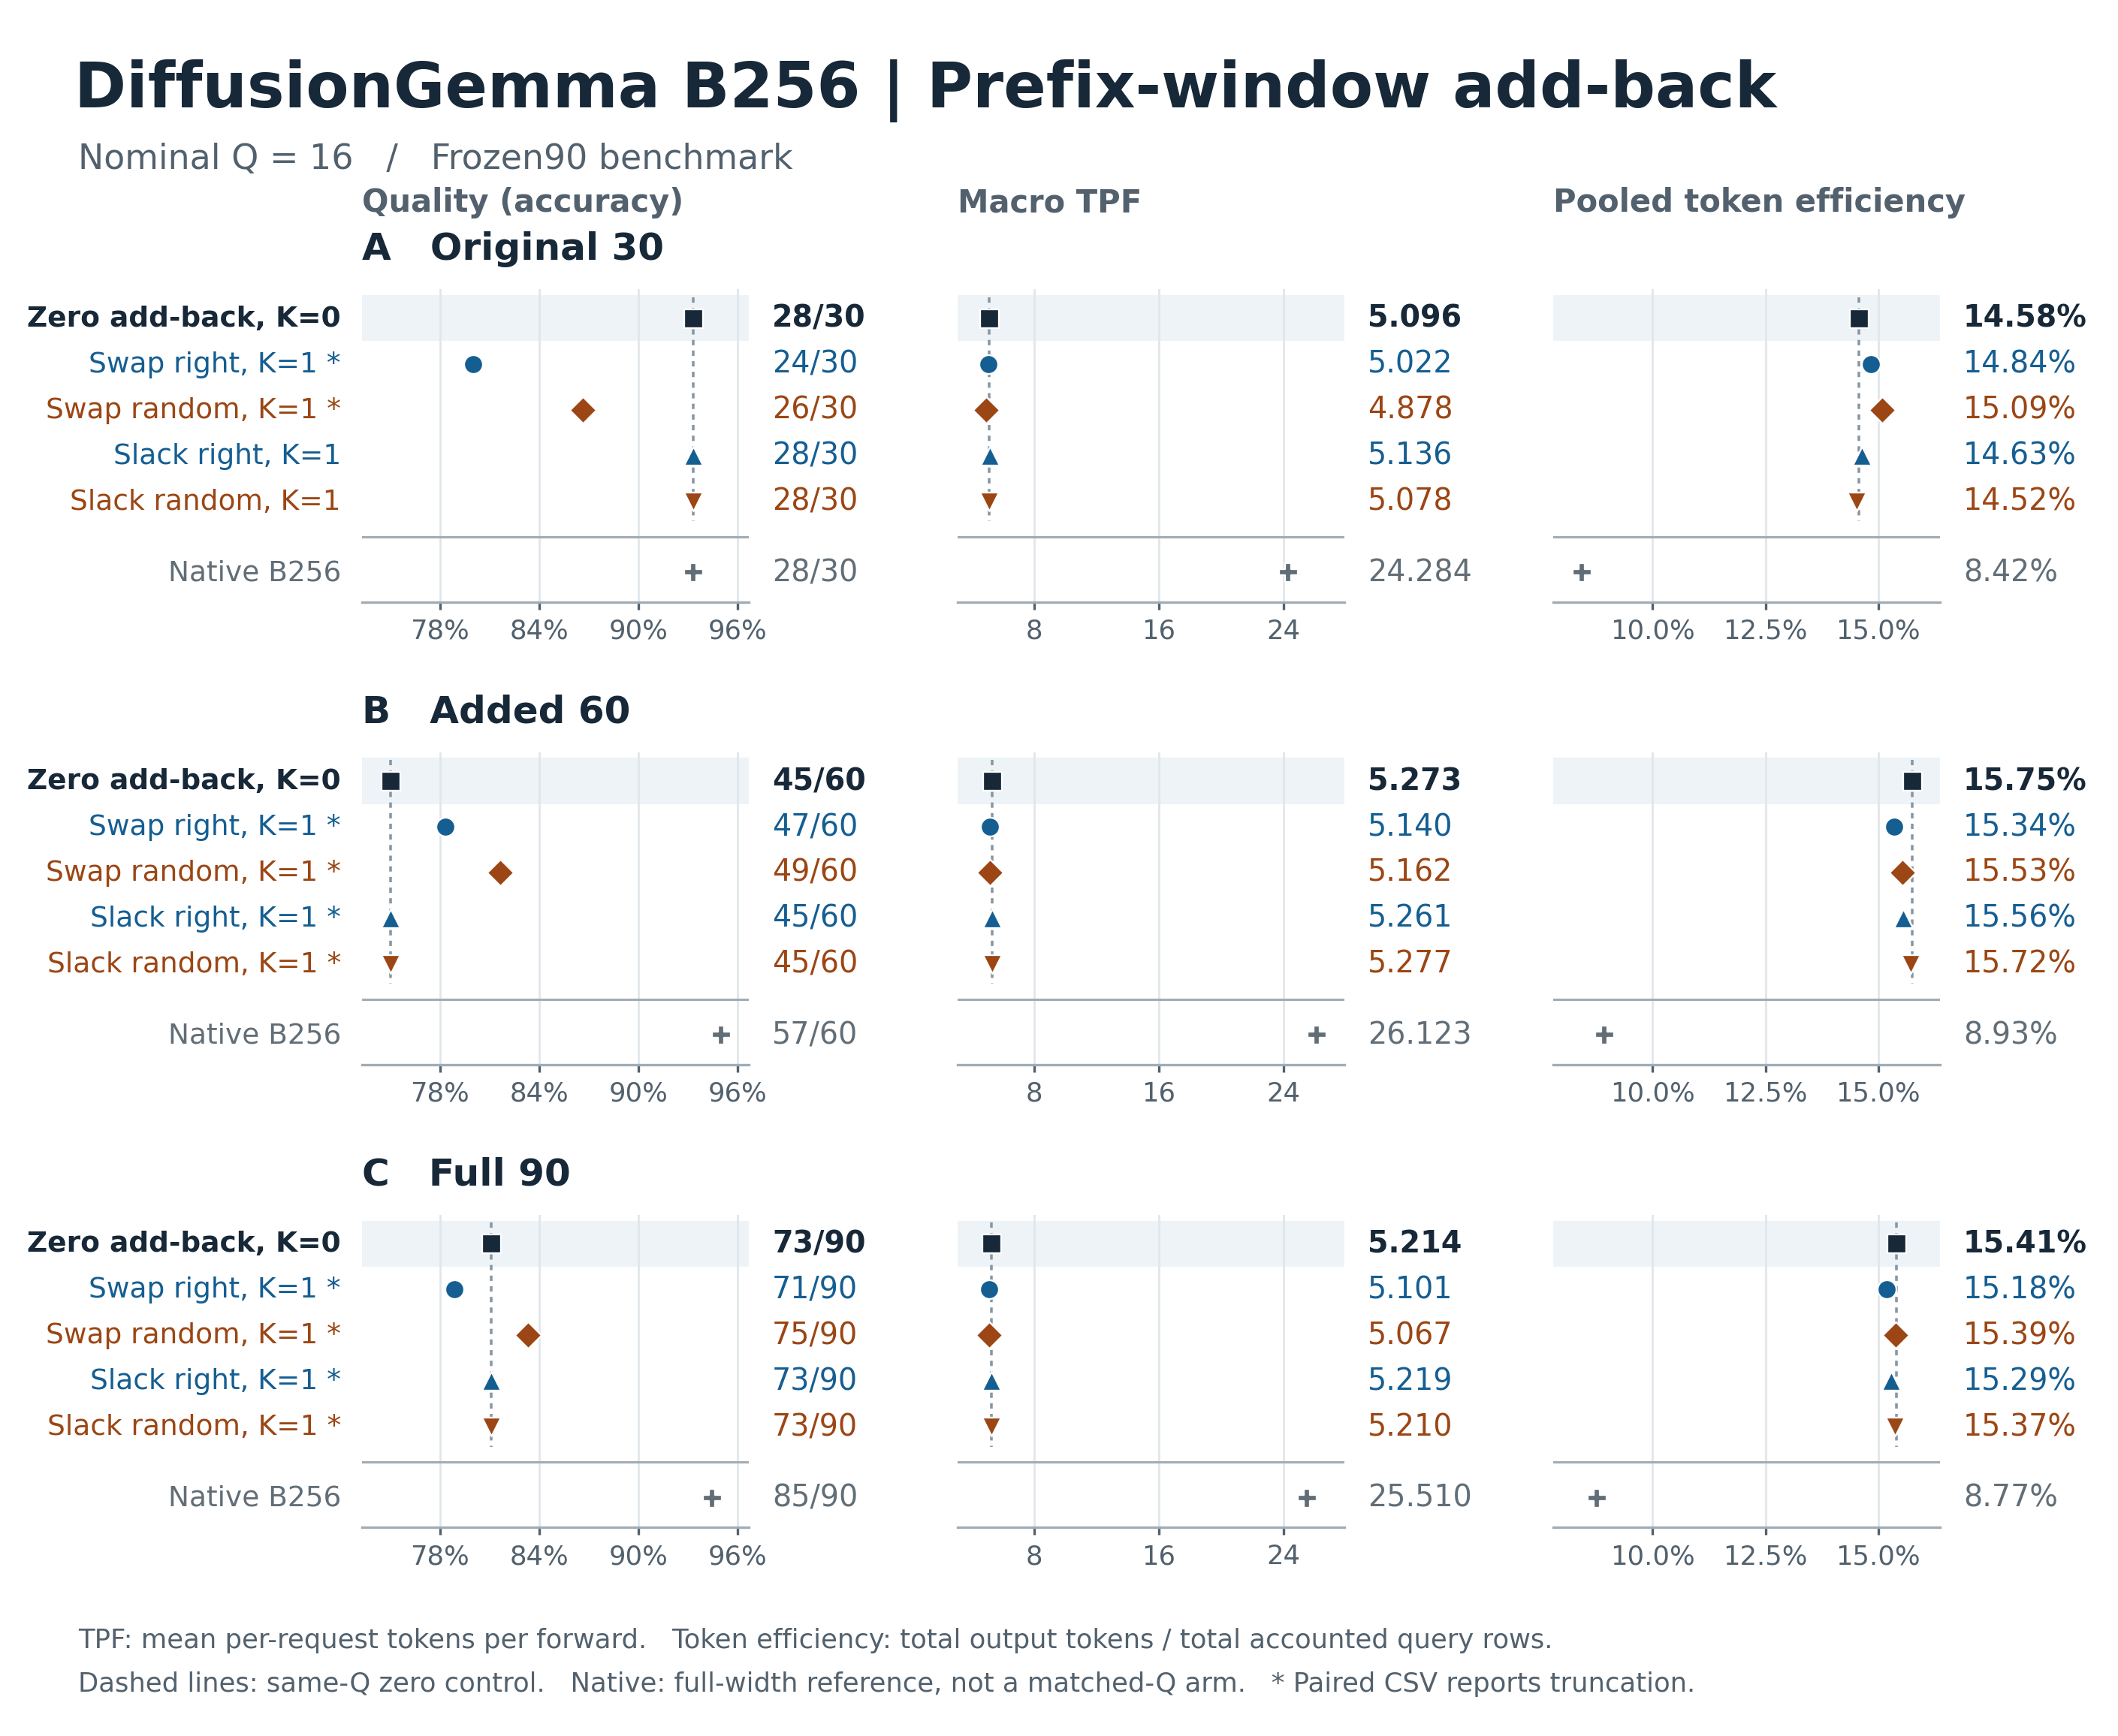 DiffusionGemma B256 | Prefix-window add-back
Nominal Q = 16 / Frozen90 benchmark
Quality (accuracy) Macro TPF Pooled token efficiency
A Original 30
Zero add-back, K=0 28/30 5.096 14.58%
Swap right, K=1 * 24/30 5.022 14.84%
Swap random, K=1 * 26/30 4.878 15.09%
Slack right, K=1 28/30 5.136 14.63%
Slack random, K=1 28/30 5.078 14.52%
Native B256 28/30 24.284 8.42%
78% 84% 90% 96% 8 16 24 10.0% 12.5% 15.0%
B Added 60
Zero add-back, K=0 45/60 5.273 15.75%
Swap right, K=1 * 47/60 5.140 15.34%
Swap random, K=1 * 49/60 5.162 15.53%
Slack right, K=1 * 45/60 5.261 15.56%
Slack random, K=1 * 45/60 5.277 15.72%
Native B256 57/60 26.123 8.93%
78% 84% 90% 96% 8 16 24 10.0% 12.5% 15.0%
C Full 90
Zero add-back, K=0 73/90 5.214 15.41%
Swap right, K=1 * 71/90 5.101 15.18%
Swap random, K=1 * 75/90 5.067 15.39%
Slack right, K=1 * 73/90 5.219 15.29%
Slack random, K=1 * 73/90 5.210 15.37%
Native B256 85/90 25.510 8.77%
78% 84% 90% 96% 8 16 24 10.0% 12.5% 15.0%
TPF: mean per-request tokens per forward. Token efficiency: total output tokens / total accounted query rows.
Dashed lines: same-Q zero control. Native: full-width reference, not a matched-Q arm. * Paired CSV reports truncation.